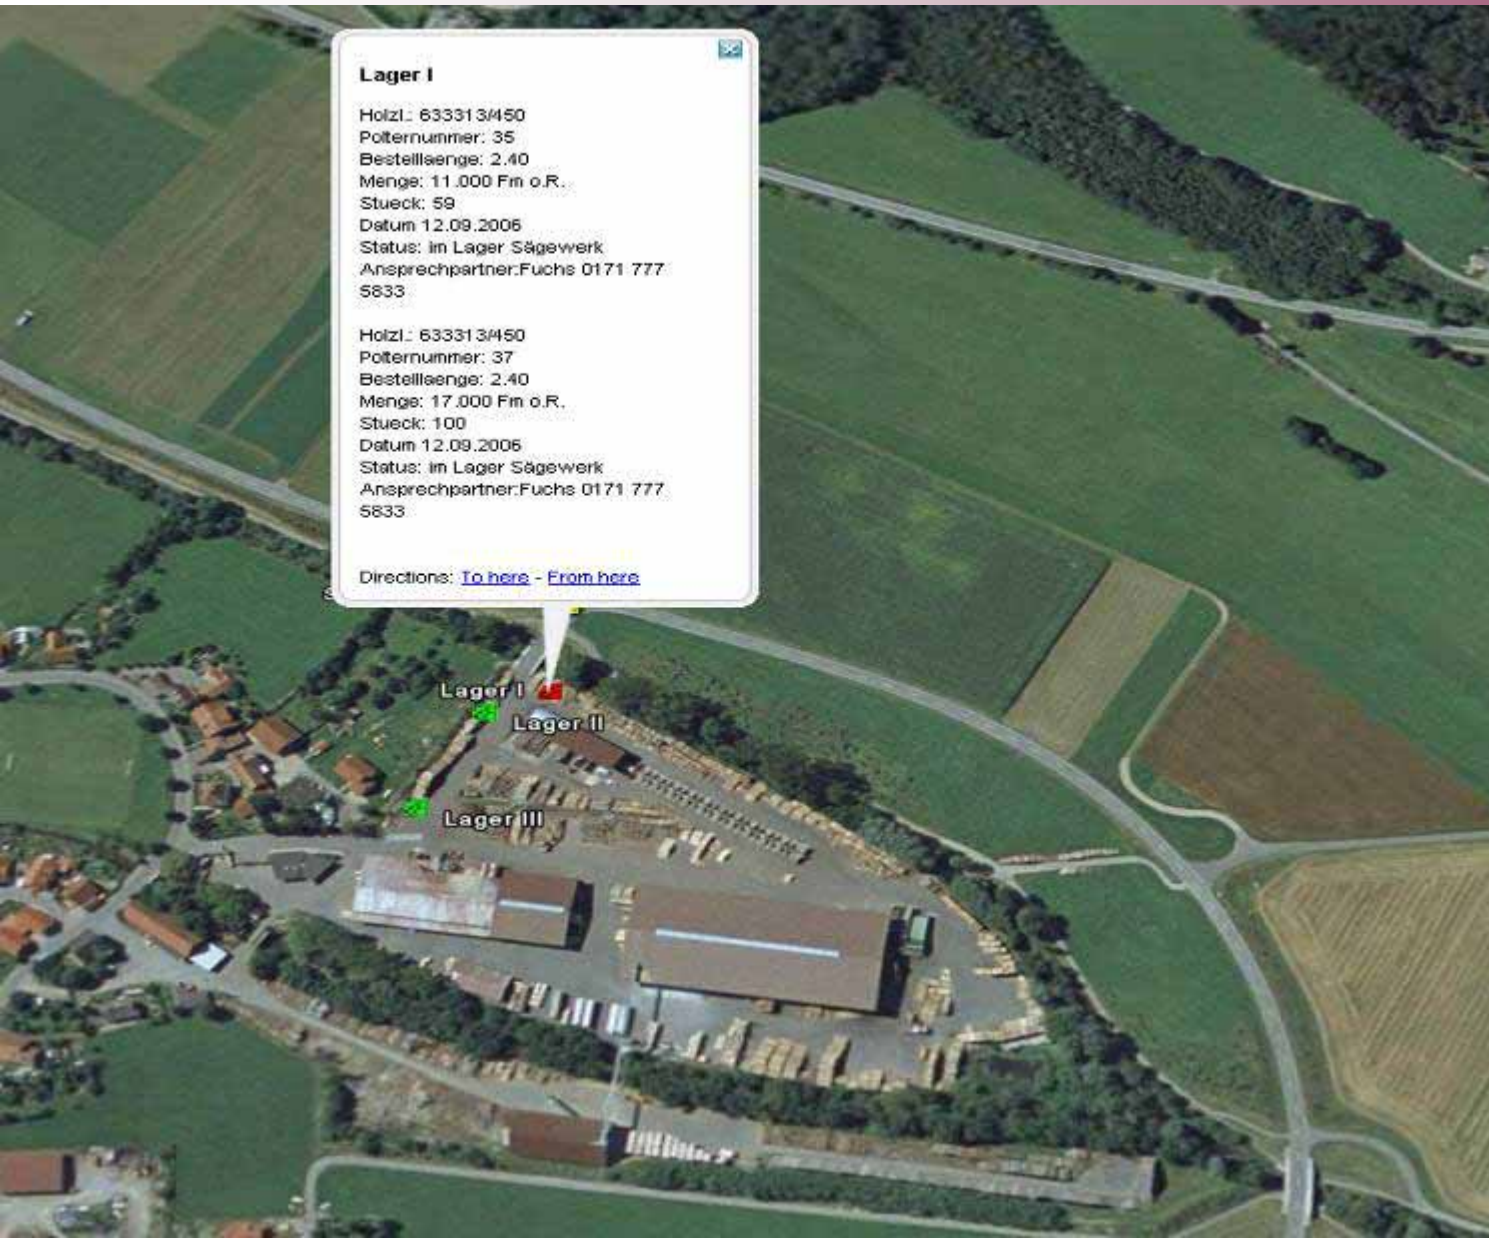 Lager I
Holzl.: 633313/450
Polternummer: 35
Bestelllaenge: 2.40
Menge: 11.000 Fm o.R.
Stueck: 59
Datum 12.09.2006
Status: im Lager Sägewerk
Ansprechpartner:Fuchs 0171 777
5833
Holzl.: 633313/450
Polternummer: 37
Bestelllaenge: 2.40
Menge: 17.000 Fm o.R.
Stueck: 100
Datum 12.09.2006
Status: im Lager Sägewerk
Ansprechpartner:Fuchs 0171 777
5833
Directions: To here - From here
Lager I
Lager II
Lager III